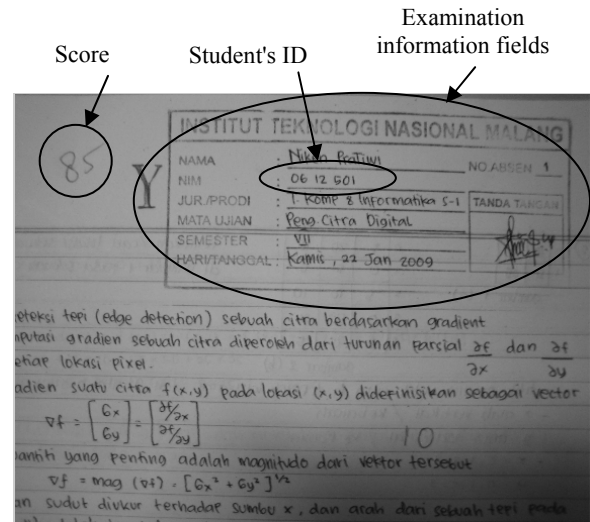 Examination
information fields
Score
Student's ID
INSTITUT TEKNOLOGI NASIONAL MALANG
85
Y
NAMA : Niken Pratiwi
NO.ABSEN 1
NIM : 06 12 501
JUR./PRODI : T. Komp & Informatika S-1
TANDA TANGAN
MATA UJIAN : Peng. Citra Digital
SEMESTER : VII
HARI/TANGGAL : Kamis, 22 Jan 2009
eteksi tepi (edge detection) sebuah citra berdasarkan gradient
mputasi gradien sebuah citra diperoleh dari turunan parsial ∂f/∂x dan ∂f/∂y
etiap lokasi pixel.
adien suatu citra f(x,y) pada lokasi (x,y) didefinisikan sebagai vector
∇f = [Gx Gy] = [∂f/∂x ∂f/∂y]
10
uantiti yang penting adalah magnitudo dari vektor tersebut
∇f = mag (∇f) = [Gx² + Gy²]^1/2
an sudut diukur terhadap sumbu x, dan arah dari sebuah tepi pada